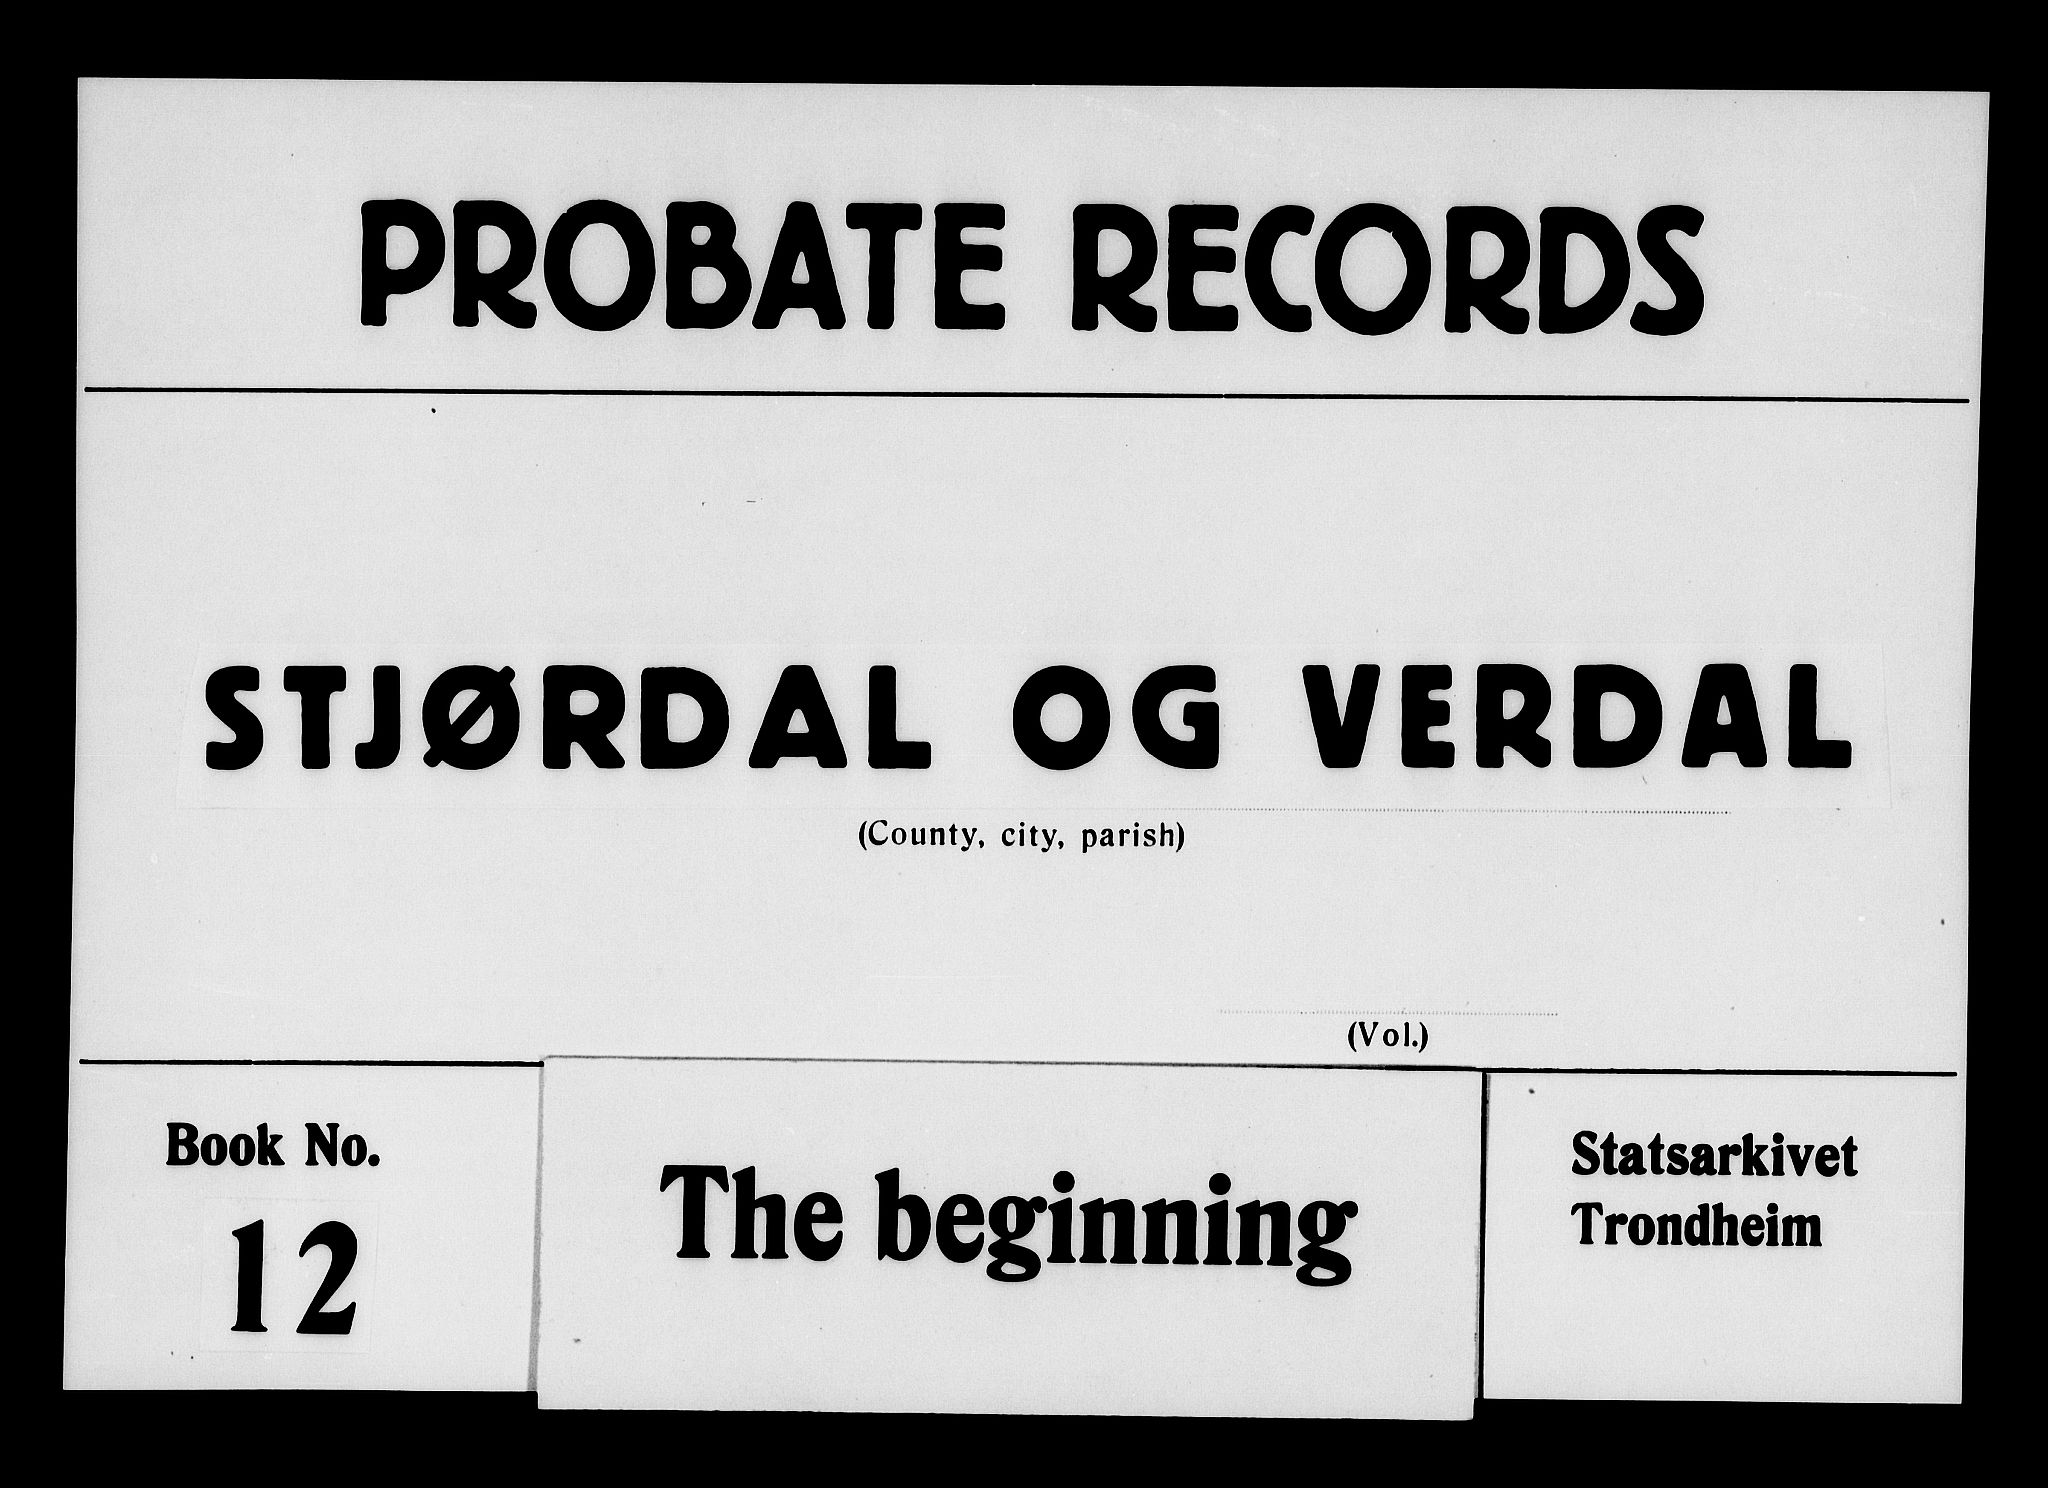 PROBATE RECORDS
STJØRDAL OG VERDAL
(County, city, parish)
(Vol.)
Book No.
12
The beginning
Statsarkivet
Trondheim